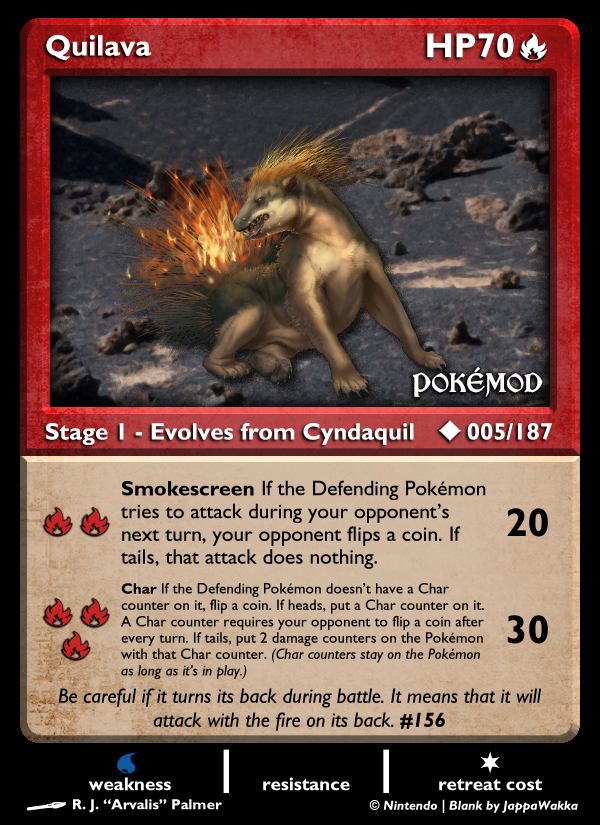 Quilava HP70
POKÉMOD
Stage 1 - Evolves from Cyndaquil 005/187
Smokescreen If the Defending Pokémon
tries to attack during your opponent's
next turn, your opponent flips a coin. If
tails, that attack does nothing.
20
Char If the Defending Pokémon doesn't have a Char
counter on it, flip a coin. If heads, put a Char counter on it.
A Char counter requires your opponent to flip a coin after
every turn. If tails, put 2 damage counters on the Pokémon
with that Char counter. (Char counters stay on the Pokémon
as long as it's in play.)
30
Be careful if it turns its back during battle. It means that it will
attack with the fire on its back. #156
weakness resistance retreat cost
R. J. “Arvalis” Palmer © Nintendo | Blank by JappaWakka